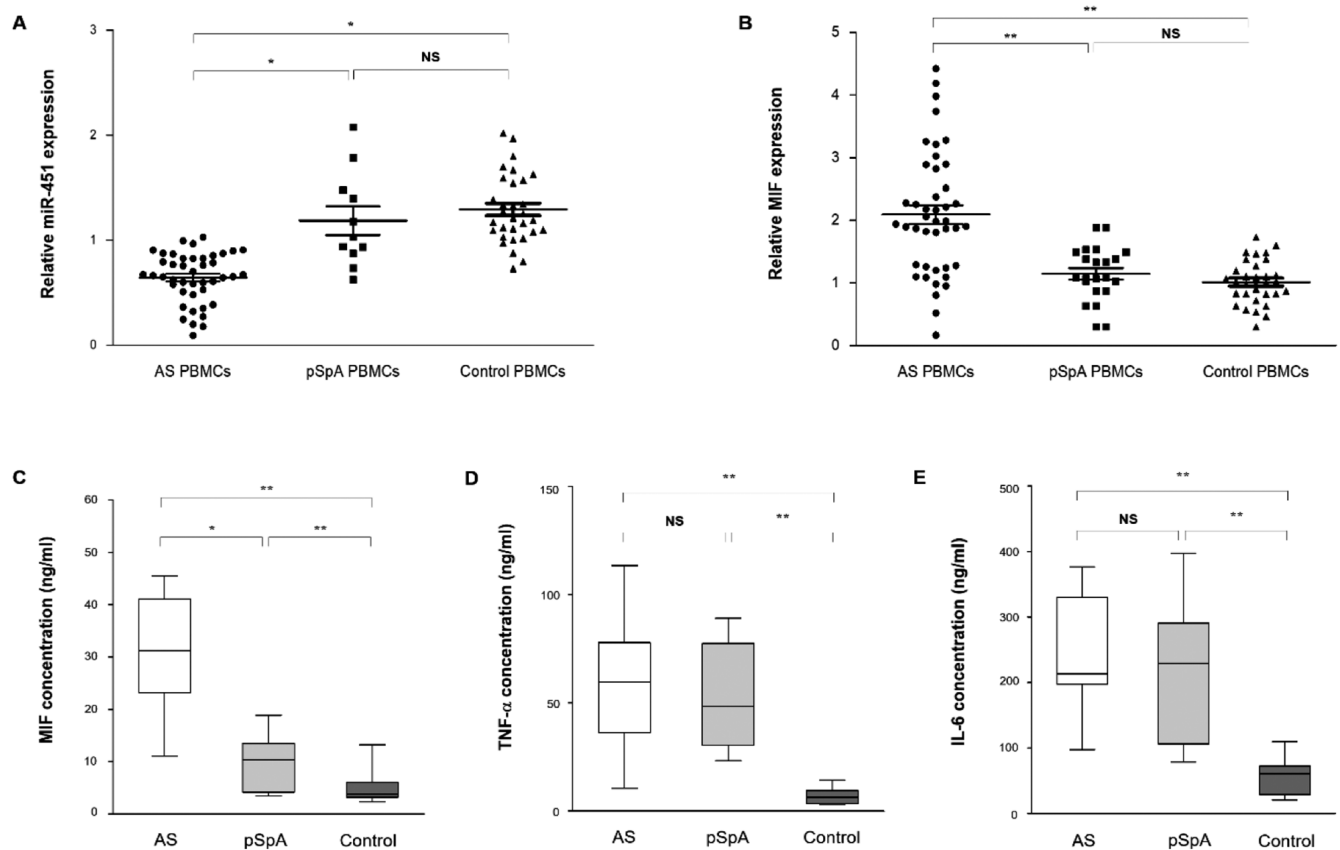 A
Relative miR-451 expression
3
2
1
0
*
*
NS
AS PBMCs
pSpA PBMCs
Control PBMCs
B
Relative MIF expression
5
4
3
2
1
0
**
**
NS
AS PBMCs
pSpA PBMCs
Control PBMCs
C
MIF concentration (ng/ml)
60
50
40
30
20
10
0
**
*
**
AS
pSpA
Control
D
TNF-α concentration (ng/ml)
150
100
50
0
**
NS
**
AS
pSpA
Control
E
IL-6 concentration (ng/ml)
500
400
300
200
100
0
**
NS
**
AS
pSpA
Control